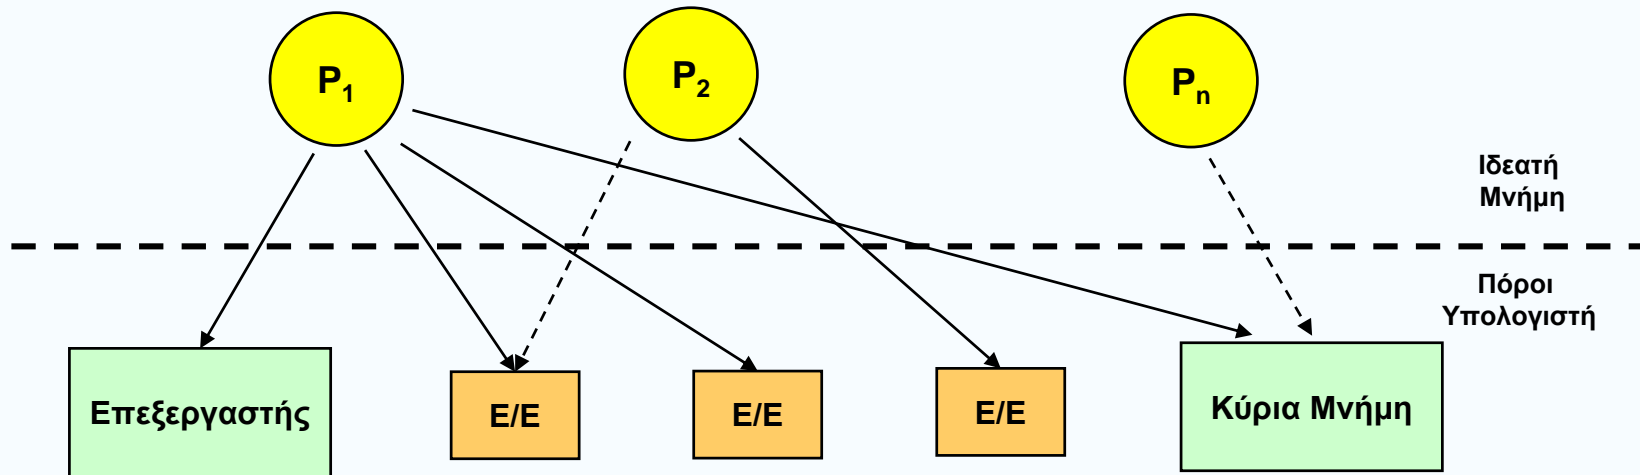 P1
P2
Pn
Ιδεατή
Μνήμη
Πόροι
Υπολογιστή
Επεξεργαστής
Ε/Ε
Ε/Ε
Ε/Ε
Κύρια Μνήμη